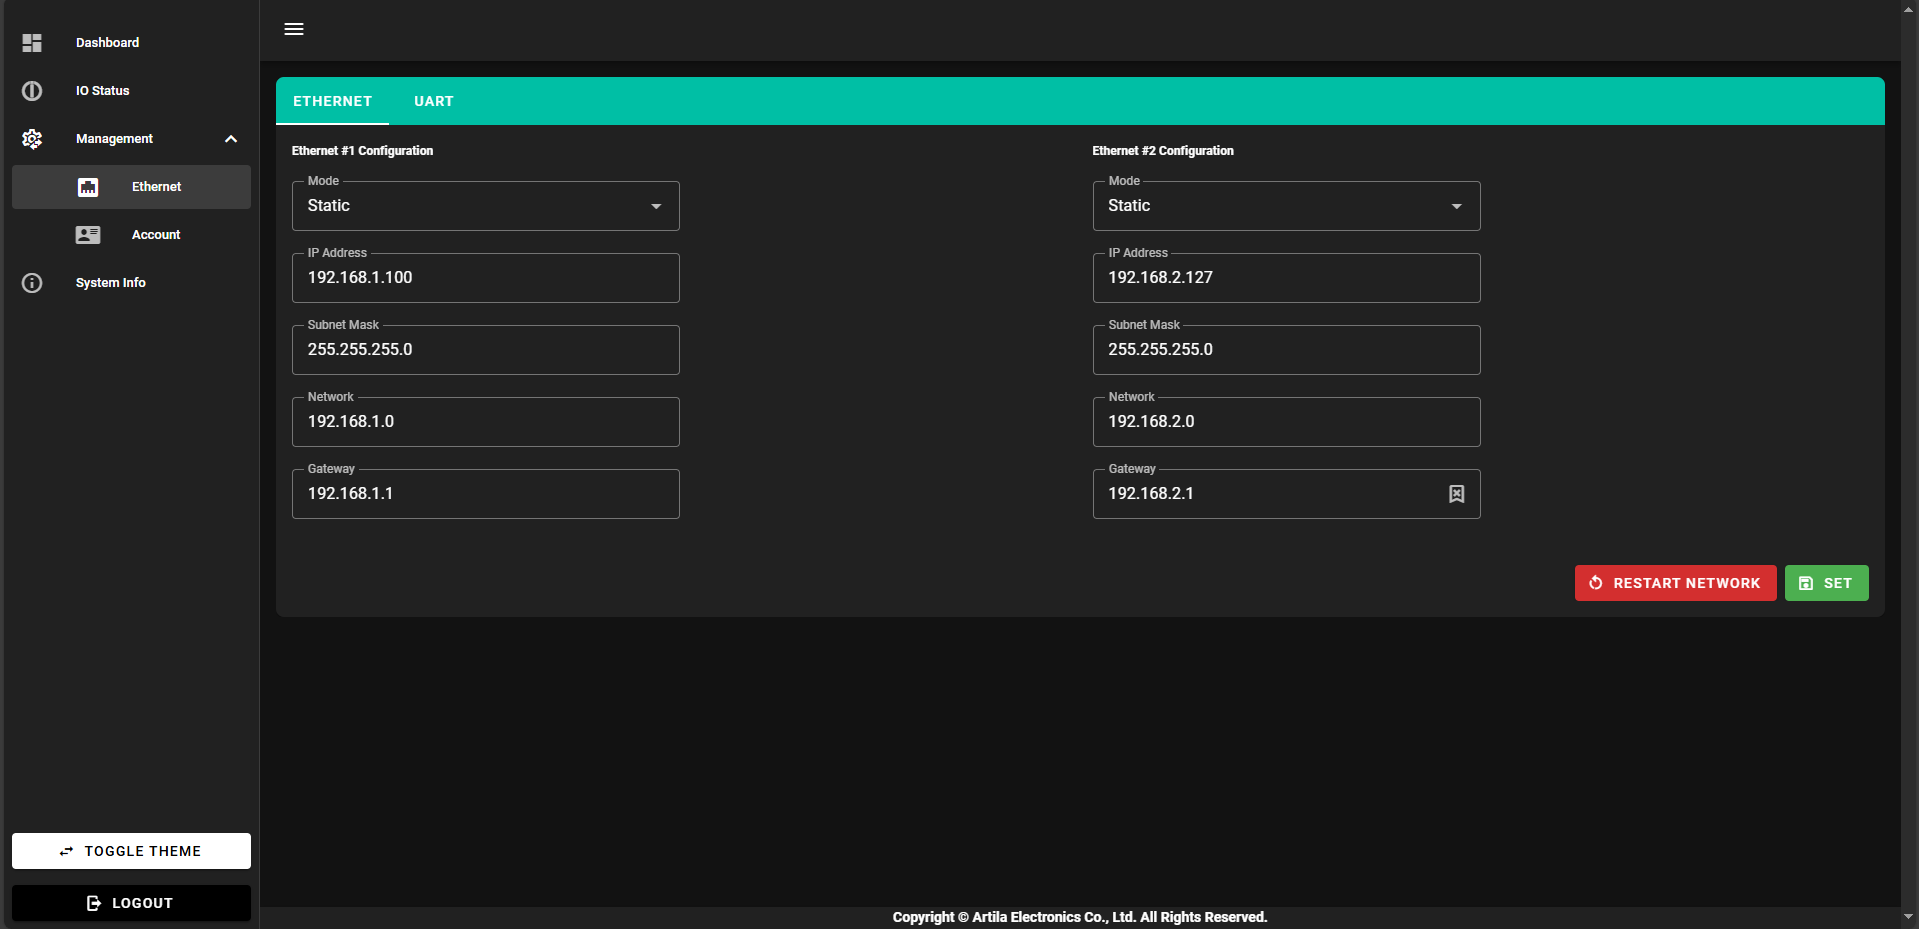 Dashboard
IO Status
Management
Ethernet
Account
System Info
TOGGLE THEME
LOGOUT
ETHERNET UART
Ethernet #1 Configuration
Mode
Static
IP Address
192.168.1.100
Subnet Mask
255.255.255.0
Network
192.168.1.0
Gateway
192.168.1.1
Ethernet #2 Configuration
Mode
Static
IP Address
192.168.2.127
Subnet Mask
255.255.255.0
Network
192.168.2.0
Gateway
192.168.2.1
RESTART NETWORK SET
Copyright © Artila Electronics Co., Ltd. All Rights Reserved.